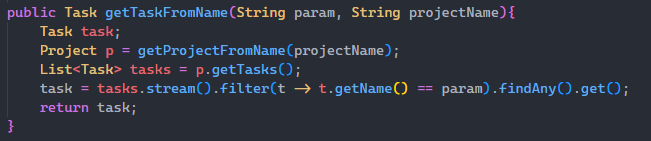 public Task getTaskFromName(String param, String projectName){
    Task task;
    Project p = getProjectFromName(projectName);
    List<Task> tasks = p.getTasks();
    task = tasks.stream().filter(t -> t.getName() == param).findAny().get();
    return task;
}